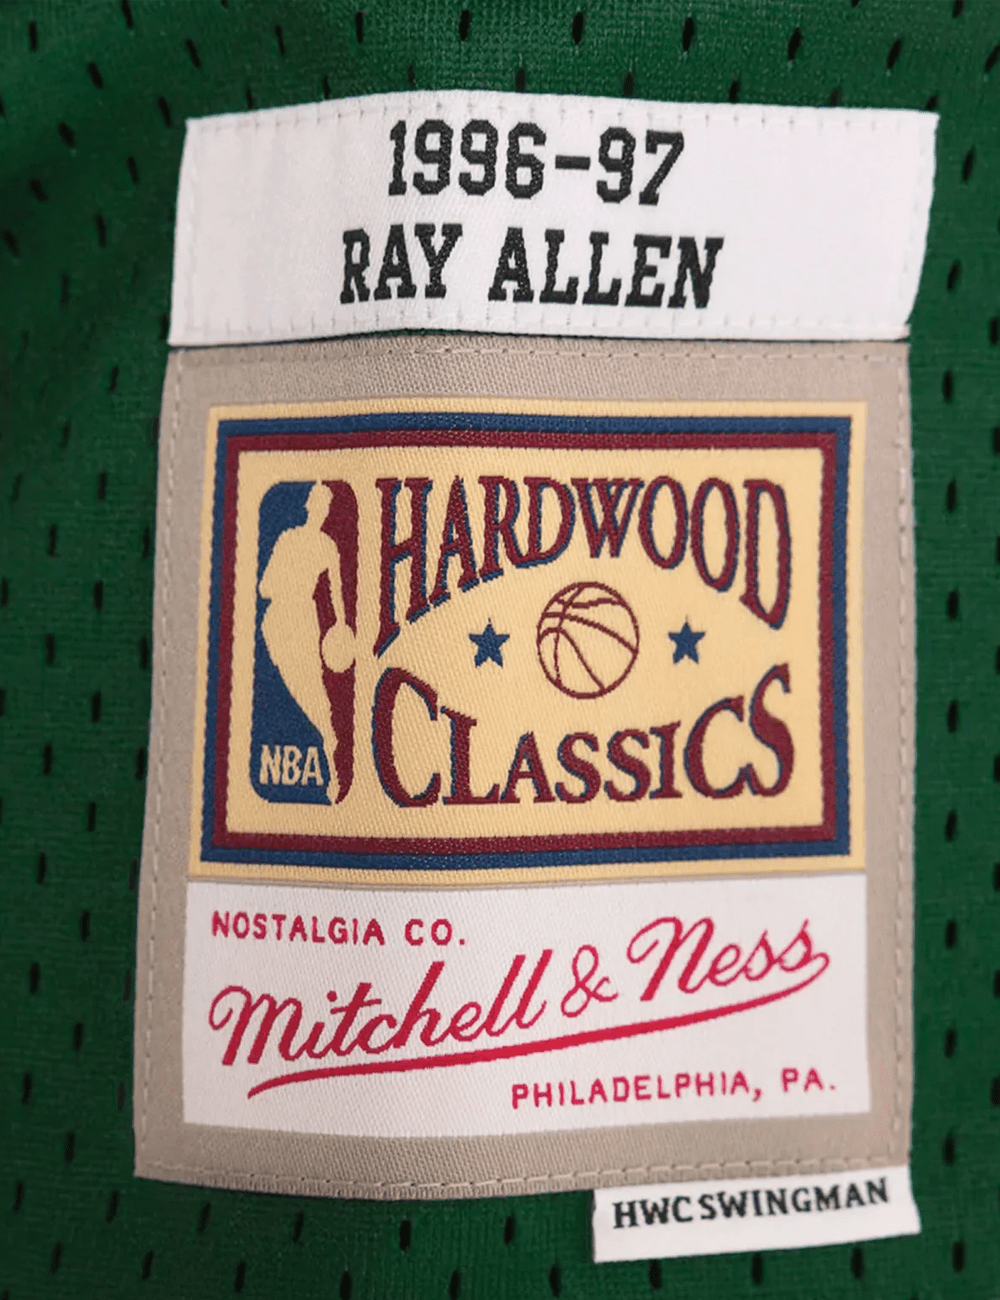 1996-97
RAY ALLEN
HARDWOOD
CLASSICS
NBA
NOSTALGIA CO.
Mitchell & Ness
PHILADELPHIA, PA.
HWC SWINGMAN